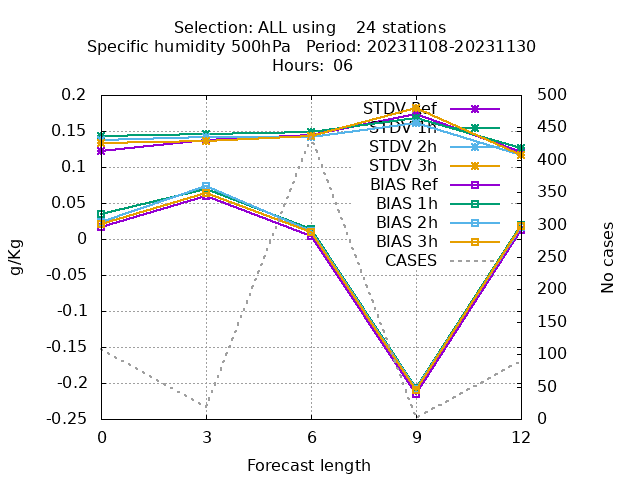 Selection: ALL using    24 stations
Specific humidity 500hPa   Period: 20231108-20231130
Hours:  06
0.2
0.15
0.1
0.05
0
-0.05
-0.1
-0.15
-0.2
-0.25
g/Kg
500
450
400
350
300
250
200
150
100
50
0
No cases
STDV Ref
STDV 1h
STDV 2h
STDV 3h
BIAS Ref
BIAS 1h
BIAS 2h
BIAS 3h
CASES
0 3 6 9 12
Forecast length